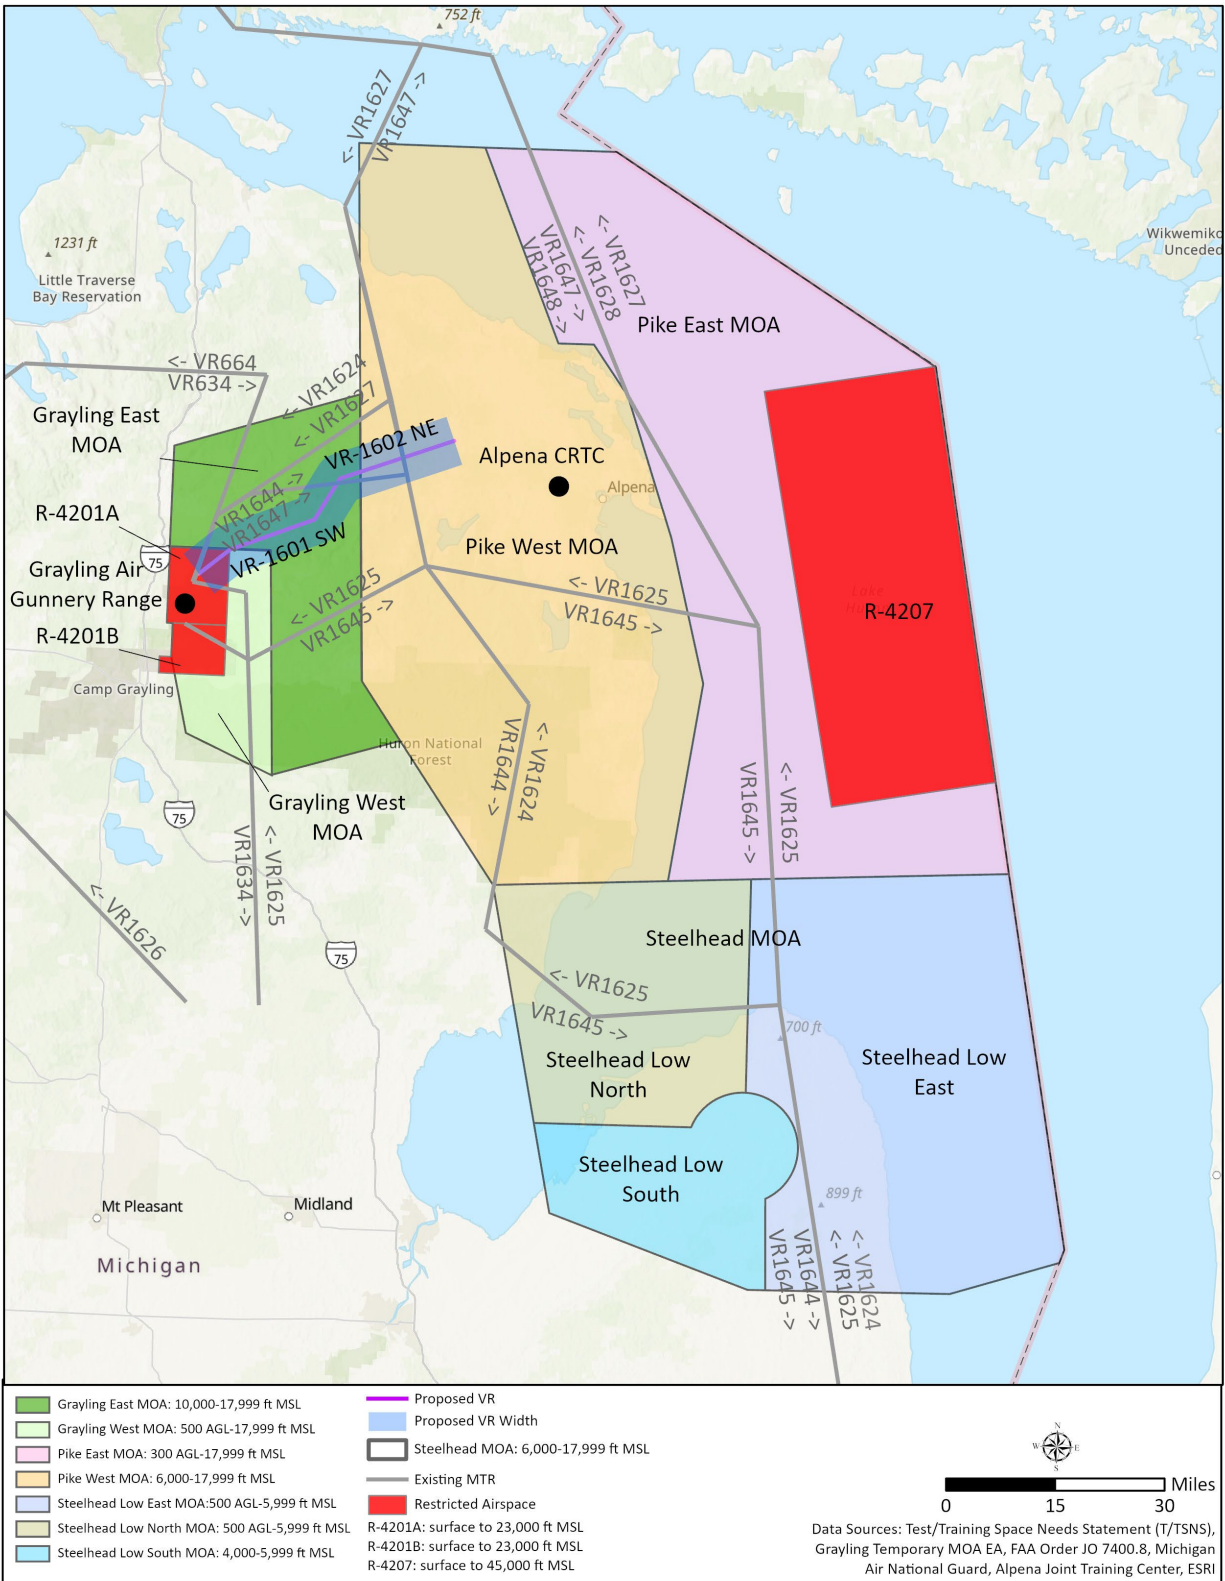 752 ft
<- VR1627
VR1647 ->
1231 ft
Little Traverse
Bay Reservation
Wikwemiko
Unceded
<- VR1627
<- VR1628
VR1647 ->
VR1648 ->
Pike East MOA
<- VR664
VR634 ->
<- VR1624
<- VR1627
Grayling East
MOA
VR-1602 NE
Alpena CRTC
Alpena
VR1644 ->
VR1647 ->
R-4201A
VR-1601 SW
Pike West MOA
75
Grayling Air
Gunnery Range
<- VR1625
VR1645 ->
<- VR1625
VR1645 ->
R-4207
R-4201B
Camp Grayling
Huron National
Forest
<- VR1624
VR1644 ->
<- VR1625
VR1645 ->
Grayling West
MOA
75
<- VR1625
VR1634 ->
<- VR1626
75
Steelhead MOA
<- VR1625
VR1645 ->
700 ft
Steelhead Low
North
Steelhead Low
East
Steelhead Low
South
899 ft
Mt Pleasant
Midland
Michigan
<- VR1624
<- VR1625
VR1644 ->
VR1645 ->
Grayling East MOA: 10,000-17,999 ft MSL
Grayling West MOA: 500 AGL-17,999 ft MSL
Pike East MOA: 300 AGL-17,999 ft MSL
Pike West MOA: 6,000-17,999 ft MSL
Steelhead Low East MOA:500 AGL-5,999 ft MSL
Steelhead Low North MOA: 500 AGL-5,999 ft MSL
Steelhead Low South MOA: 4,000-5,999 ft MSL
Proposed VR
Proposed VR Width
Steelhead MOA: 6,000-17,999 ft MSL
Existing MTR
Restricted Airspace
R-4201A: surface to 23,000 ft MSL
R-4201B: surface to 23,000 ft MSL
R-4207: surface to 45,000 ft MSL
N
W
E
S
Miles
0 15 30
Data Sources: Test/Training Space Needs Statement (T/TSNS),
Grayling Temporary MOA EA, FAA Order JO 7400.8, Michigan
Air National Guard, Alpena Joint Training Center, ESRI